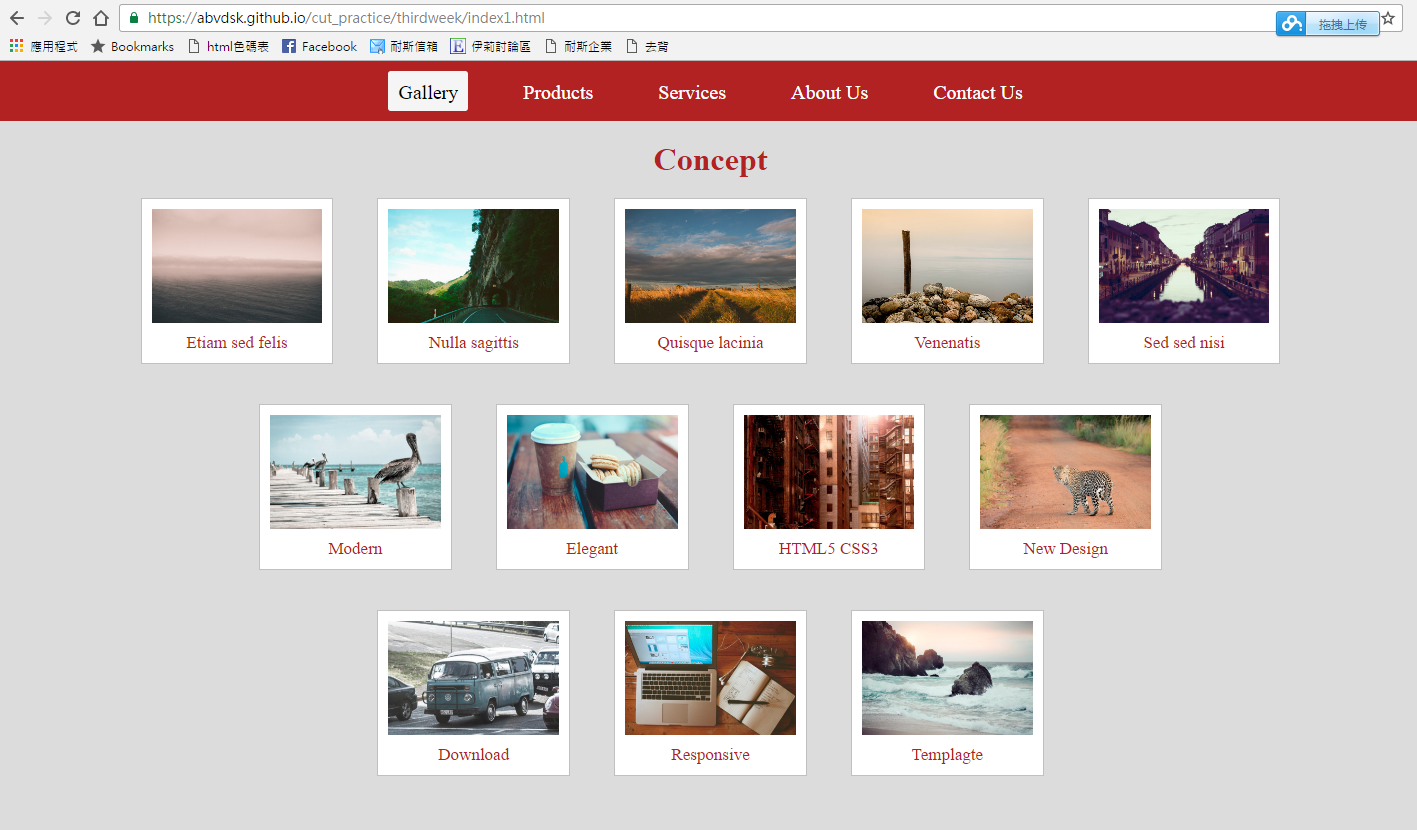 https://abvdsk.github.io/cut_practice/thirdweek/index1.html
拖拽上传
應用程式 Bookmarks html色碼表 Facebook 耐斯信箱 伊莉討論區 耐斯企業 去背
Gallery Products Services About Us Contact Us
Concept
Etiam sed felis Nulla sagittis Quisque lacinia Venenatis Sed sed nisi
Modern Elegant HTML5 CSS3 New Design
Download Responsive Templagte